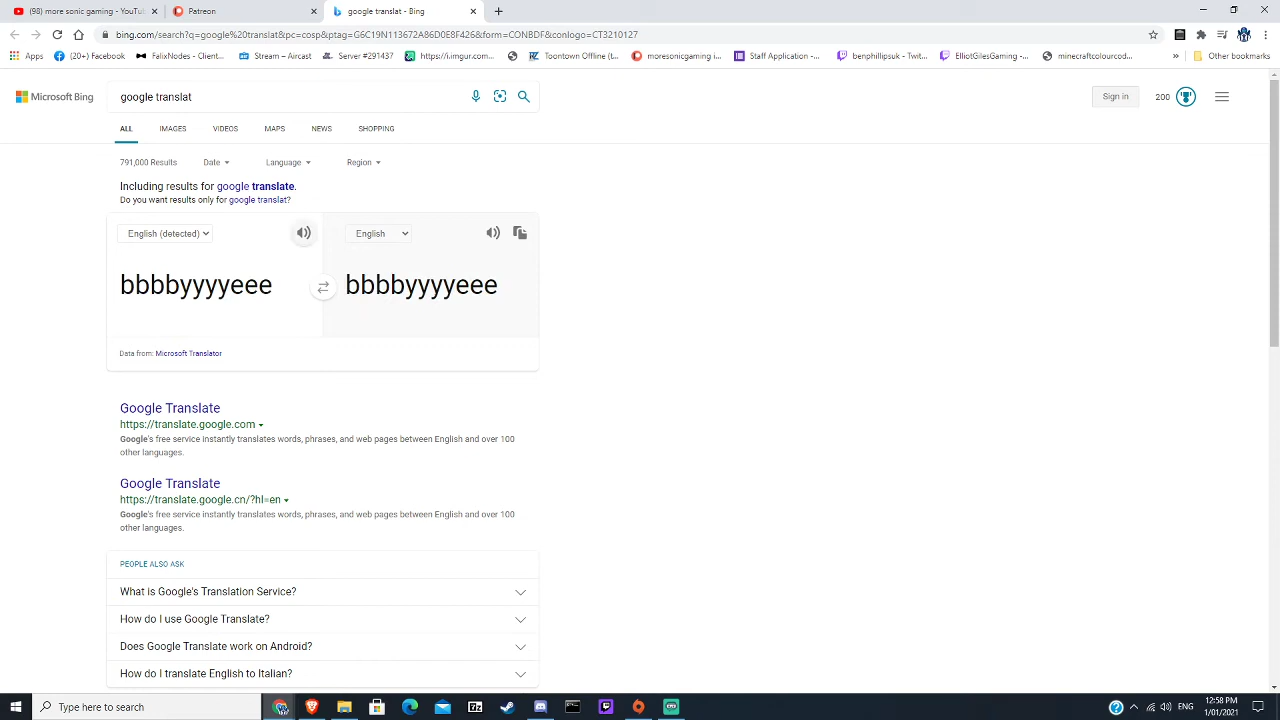 (98) more sonic gaming - YouTub
Patreon
google translat - Bing
bing.com/search?q=google%20translat&pc=cosp&ptag=G6C19N113672A86D0E8F426&form=CONBDF&conlogo=CT3210127
Apps
(20+) Facebook
FelixNodes - Client...
Stream – Aircast
Server #291437
https://i.imgur.com...
Toontown Offline (t...
moresonicgaming i...
Staff Application -...
benphillipsuk - Twit...
ElliotGilesGaming -...
minecraftcolourcod...
»
Other bookmarks
Microsoft Bing
google translat
Sign in
200
ALL
IMAGES
VIDEOS
MAPS
NEWS
SHOPPING
791,000 Results
Date
Language
Region
Including results for google translate.
Do you want results only for google translat?
English (detected)
English
bbbbyyyyeee
bbbbyyyyeee
Data from: Microsoft Translator
Google Translate
https://translate.google.com
Google's free service instantly translates words, phrases, and web pages between English and over 100
other languages.
Google Translate
https://translate.google.cn/?hl=en
Google's free service instantly translates words, phrases, and web pages between English and over 100
other languages.
PEOPLE ALSO ASK
What is Google's Translation Service?
How do I use Google Translate?
Does Google Translate work on Android?
How do I translate English to Italian?
Type here to search
ENG
12:58 PM
1/01/2021